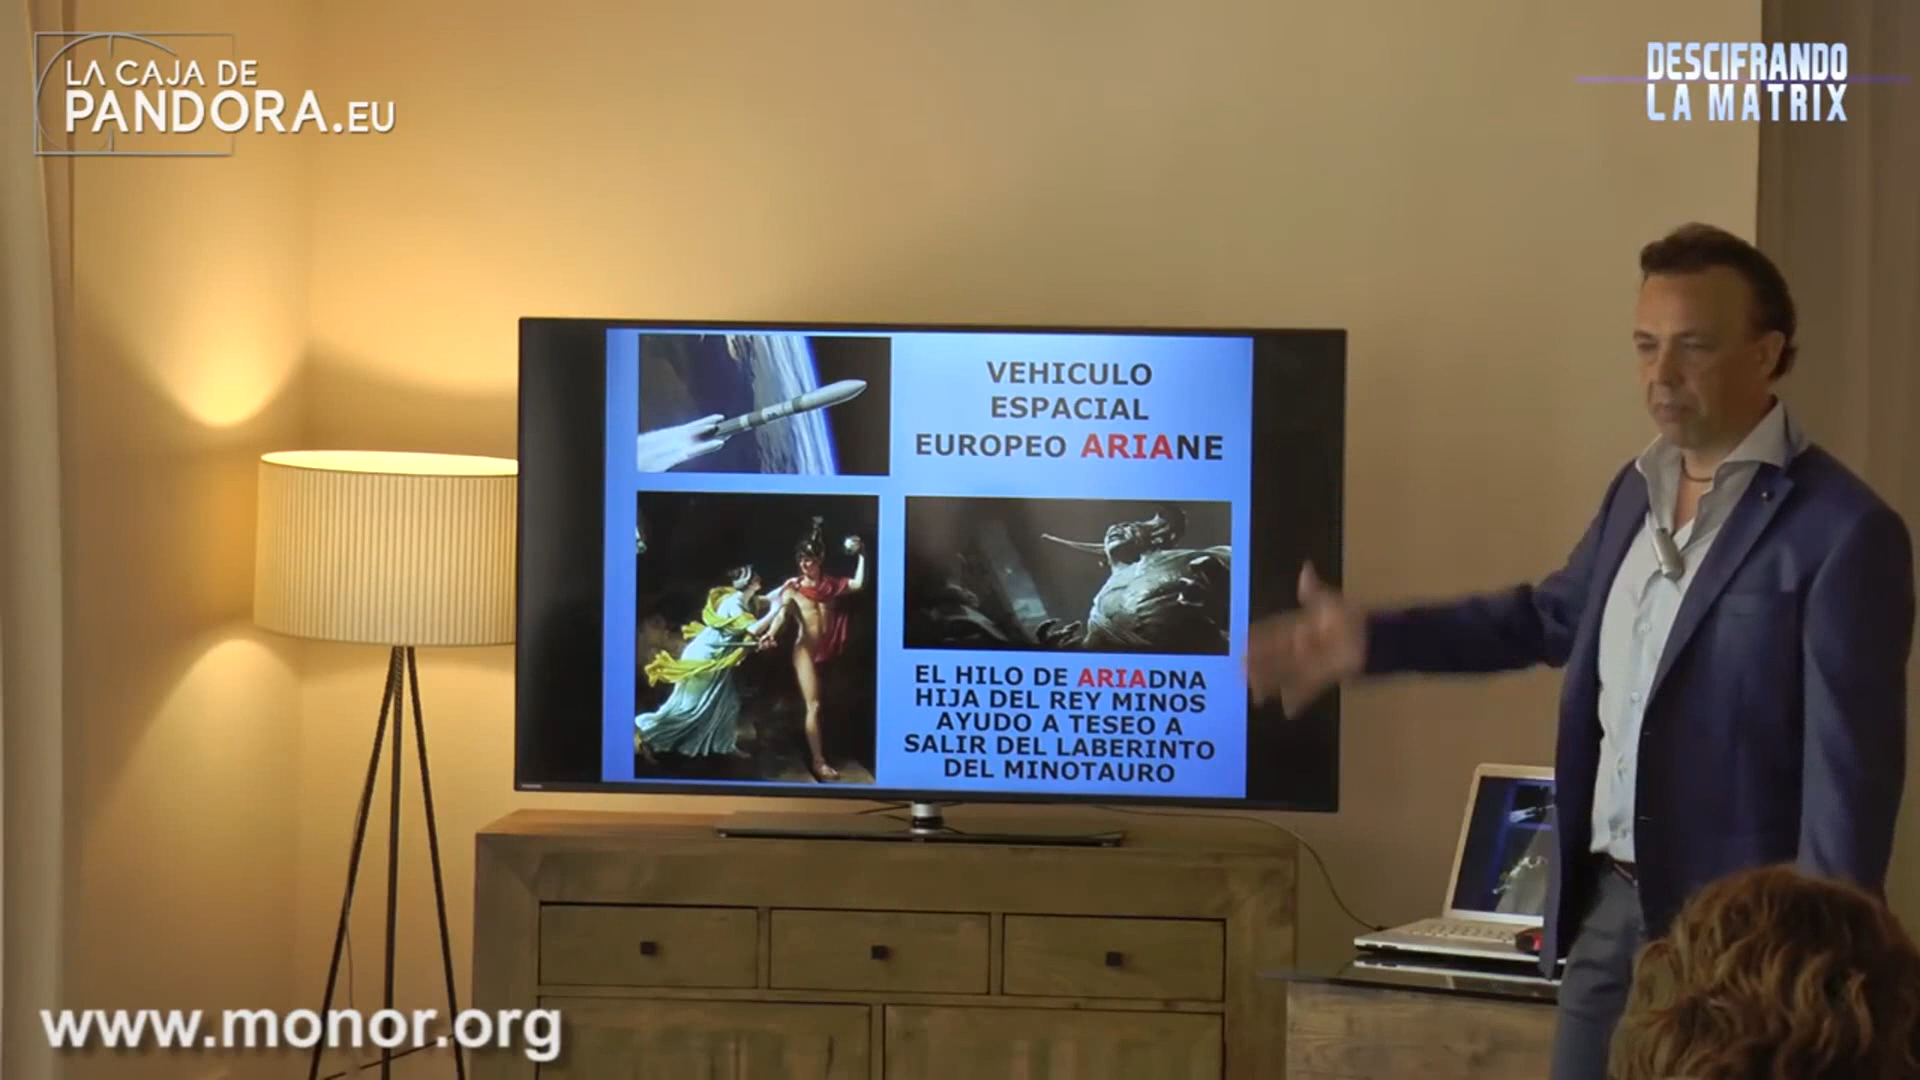 LA CAJA DE
PANDORA.EU
DESCIFRANDO
LA MATRIX
VEHICULO
ESPACIAL
EUROPEO ARIANE
EL HILO DE ARIADNA
HIJA DEL REY MINOS
AYUDO A TESEO A
SALIR DEL LABERINTO
DEL MINOTAURO
www.monor.org